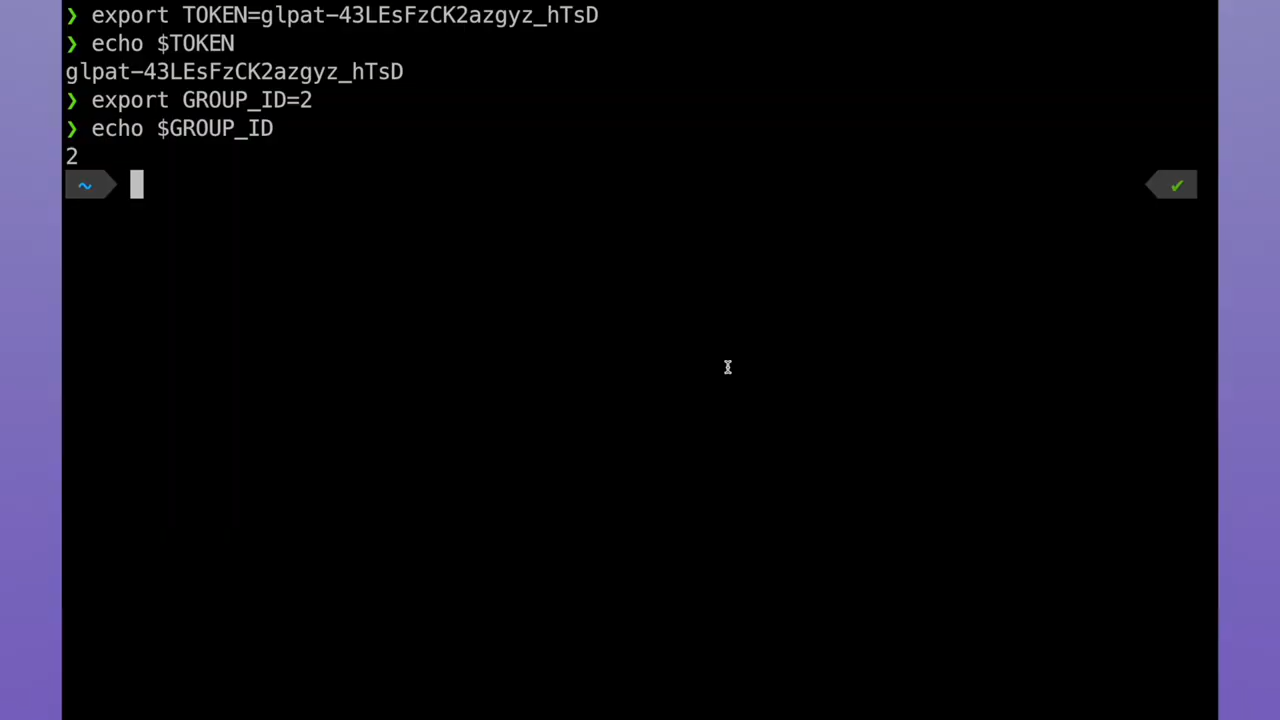 ❯ export TOKEN=glpat-43LEsFzCK2azgyz_hTsD
❯ echo $TOKEN
glpat-43LEsFzCK2azgyz_hTsD
❯ export GROUP_ID=2
❯ echo $GROUP_ID
2
~ ✔